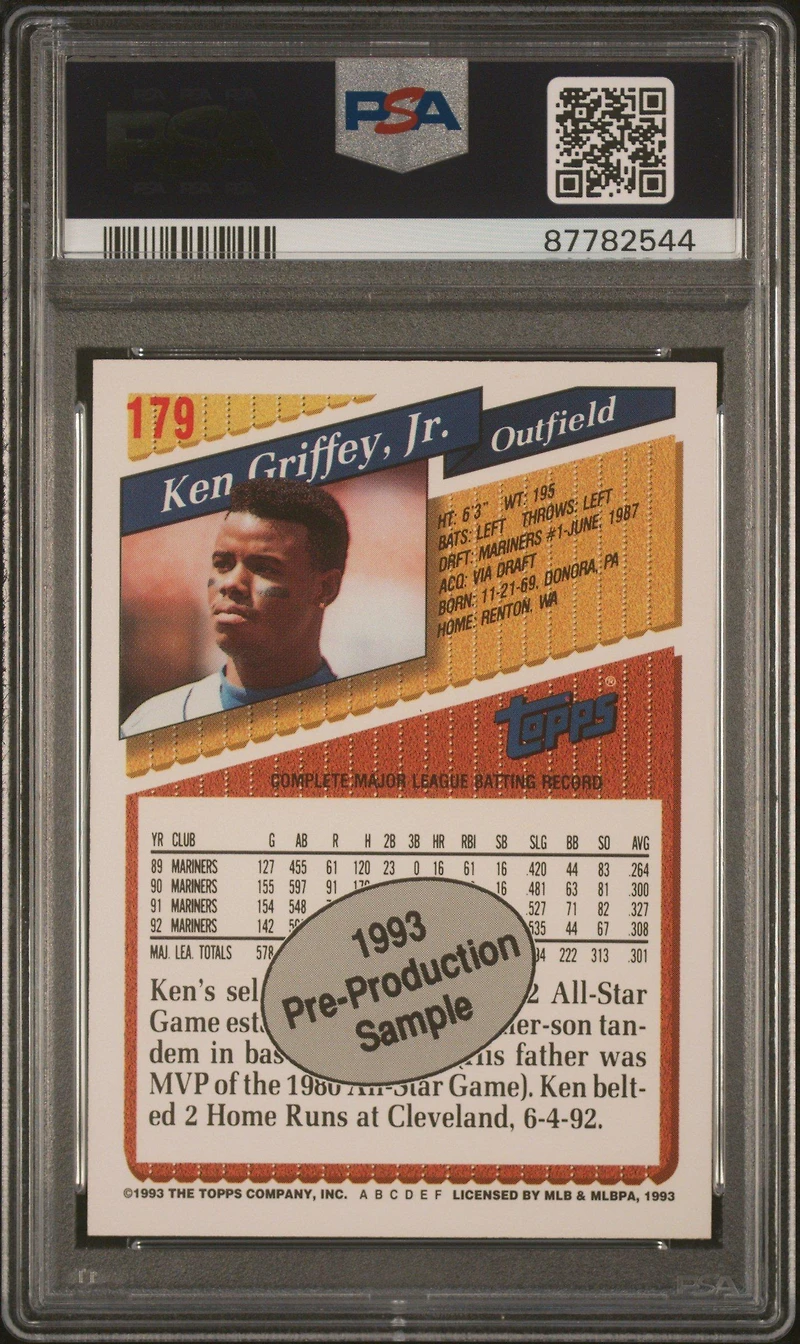 PSA
87782544
179
Ken Griffey, Jr.
Outfield
HT: 6'3" WT: 195
BATS: LEFT THROWS: LEFT
DRFT: MARINERS #1-JUNE, 1987
ACQ: VIA DRAFT
BORN: 11-21-69, DONORA, PA
HOME: RENTON, WA
topps®
COMPLETE MAJOR LEAGUE BATTING RECORD
YR CLUB G AB R H 2B 3B HR RBI SB SLG BB SO AVG
89 MARINERS 127 455 61 120 23 0 16 61 16 .420 44 83 .264
90 MARINERS 155 597 91 16 .481 63 81 .300
91 MARINERS 154 548 .527 71 82 .327
92 MARINERS 142 .535 44 67 .308
MAJ. LEA. TOTALS 578 222 313 .301
1993
Pre-Production
Sample
Ken's sel 2 All-Star
Game est er-son tan-
dem in bas his father was
MVP of the 1980 All-Star Game). Ken belt-
ed 2 Home Runs at Cleveland, 6-4-92.
©1993 THE TOPPS COMPANY, INC. A B C D E F LICENSED BY MLB & MLBPA, 1993
PSA